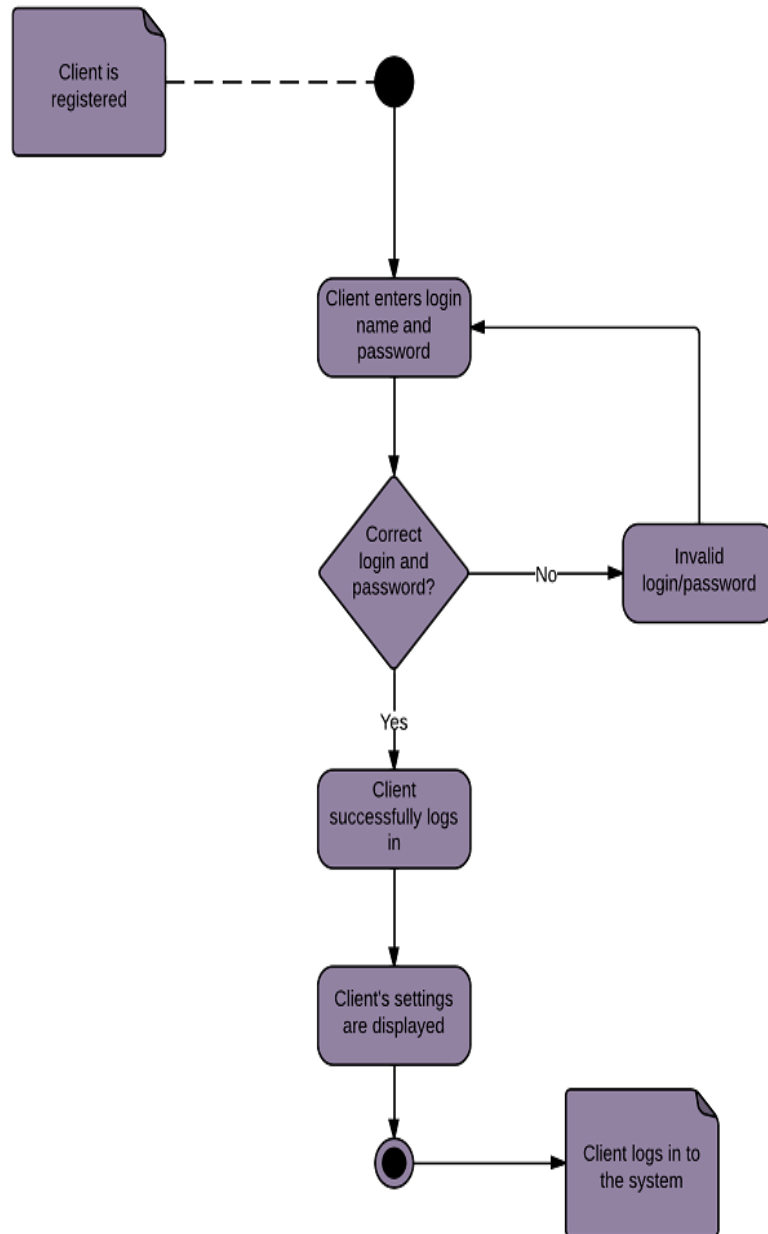 Client is
registered
Client enters login
name and
password
Correct
login and
password?
No
Invalid
login/password
Yes
Client
successfully logs
in
Client's settings
are displayed
Client logs in to
the system